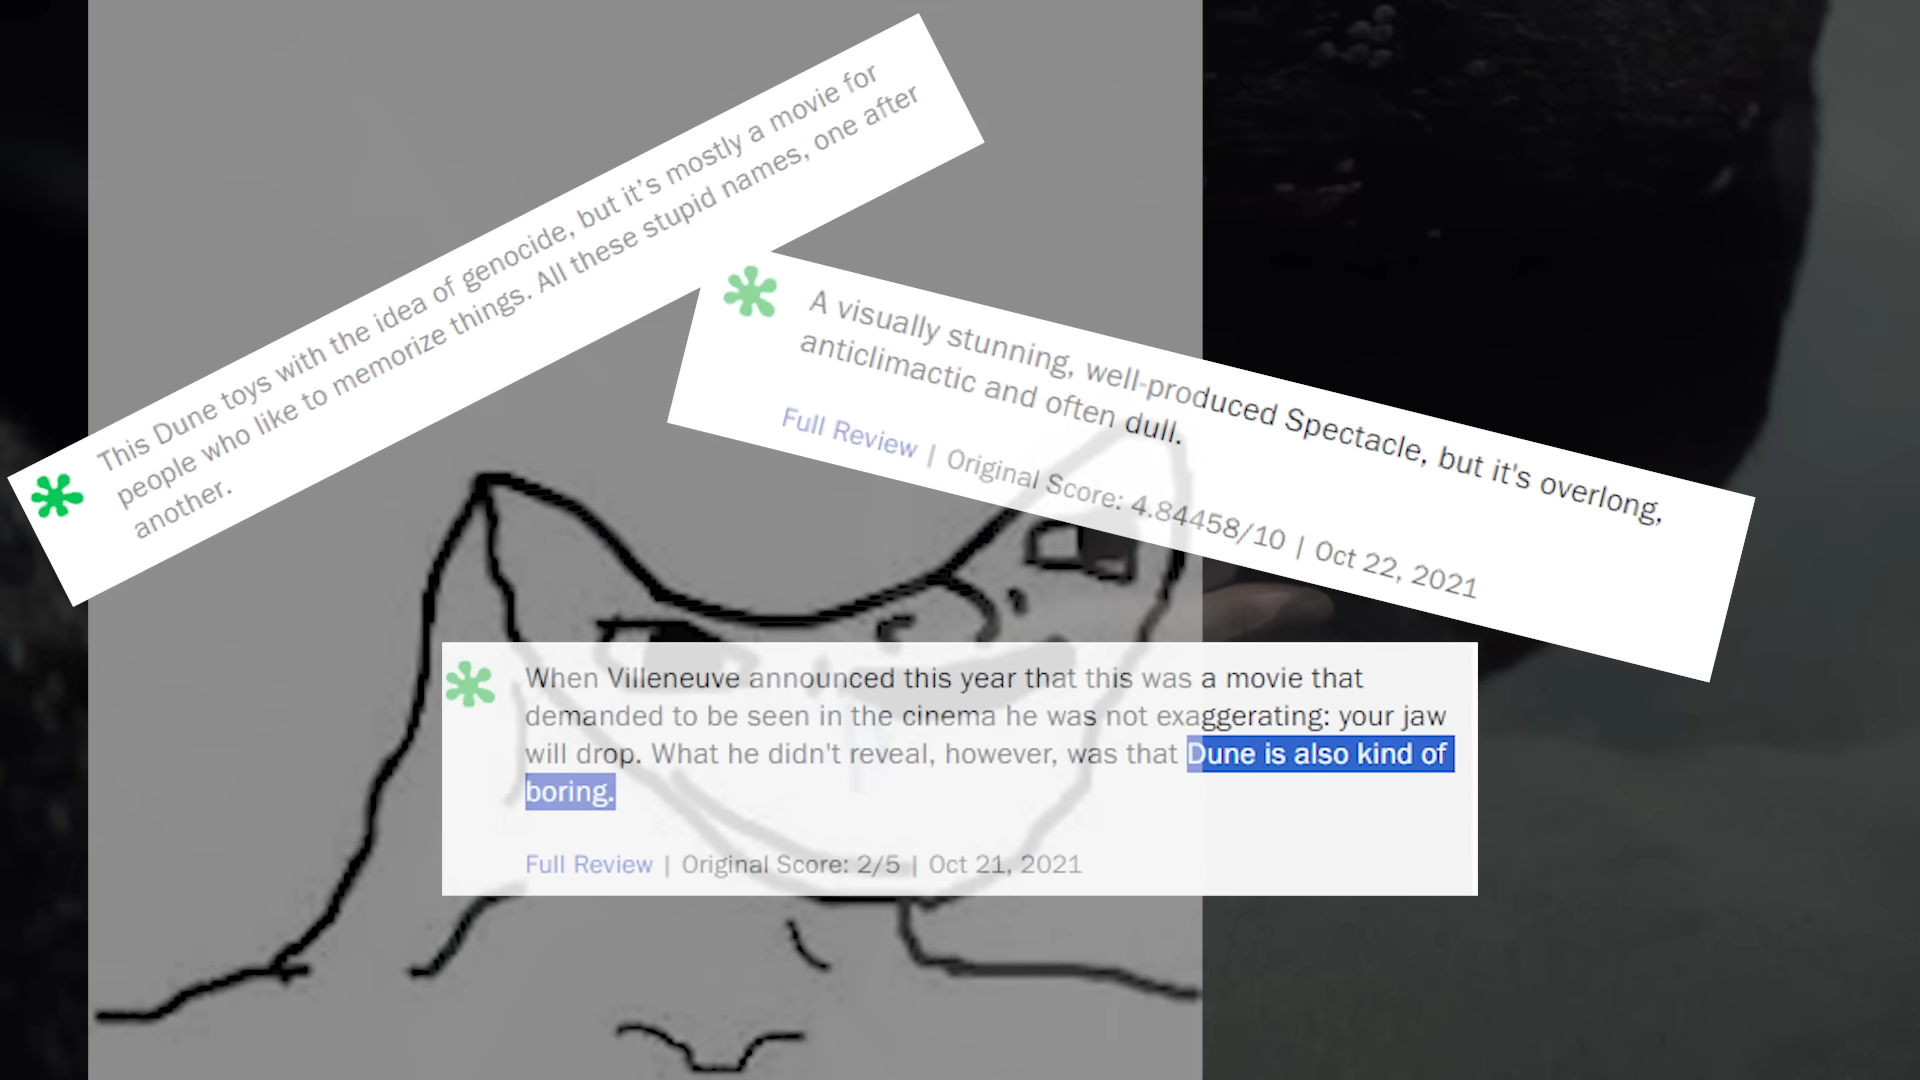 This Dune toys with the idea of genocide, but it's mostly a movie for
people who like to memorize things. All these stupid names, one after
another.
A visually stunning, well-produced Spectacle, but it's overlong,
anticlimactic and often dull.
Full Review | Original Score: 4.84458/10 | Oct 22, 2021
When Villeneuve announced this year that this was a movie that
demanded to be seen in the cinema he was not exaggerating: your jaw
will drop. What he didn't reveal, however, was that Dune is also kind of
boring.
Full Review | Original Score: 2/5 | Oct 21, 2021